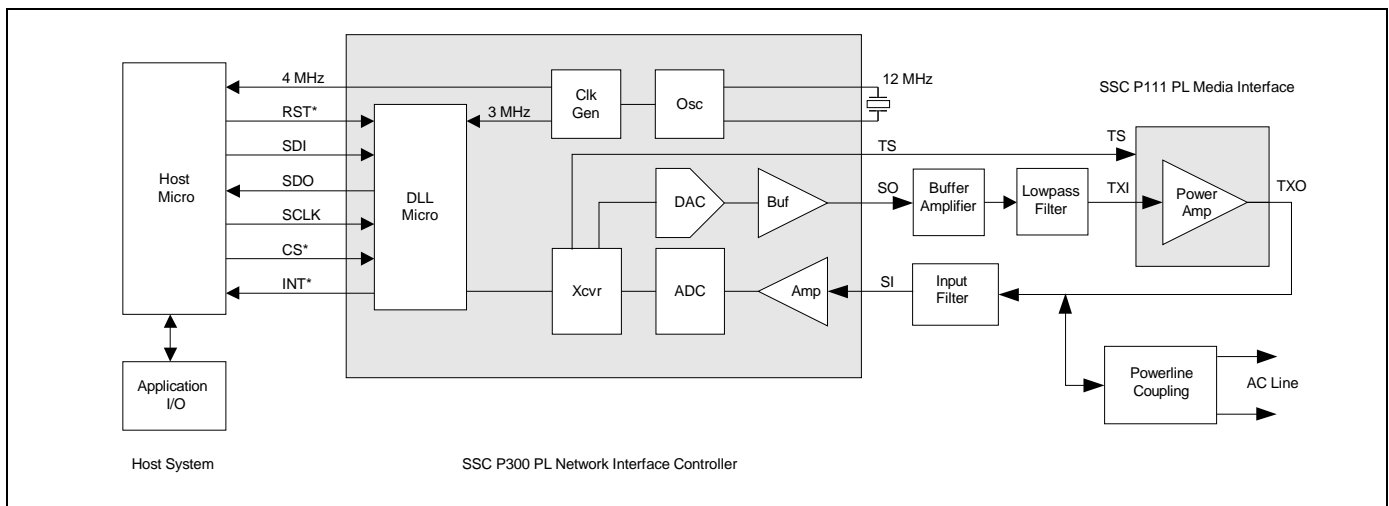 4 MHz
12 MHz
Clk
Gen
Osc
SSC P111 PL Media Interface
RST*
3 MHz
TS
TS
SDI
Host
Micro
SDO
DLL
Micro
DAC
Buf
SO
Buffer
Amplifier
Lowpass
Filter
TXI
Power
Amp
TXO
SCLK
CS*
INT*
Xcvr
ADC
Amp
SI
Input
Filter
Application
I/O
Powerline
Coupling
AC Line
Host System
SSC P300 PL Network Interface Controller